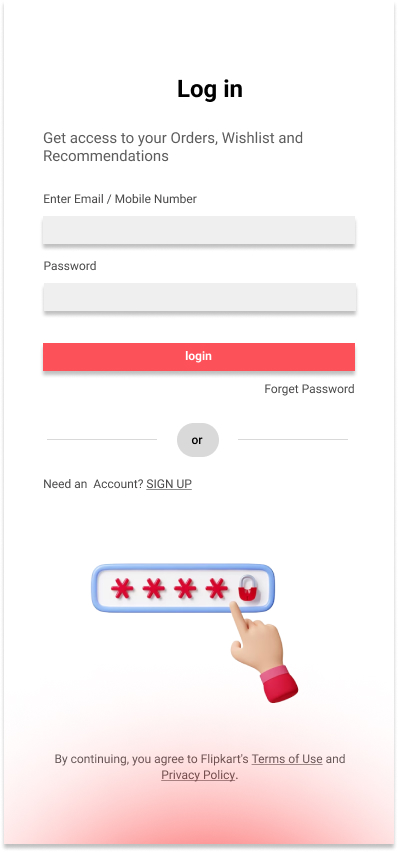 Log in
Get access to your Orders, Wishlist and
Recommendations
Enter Email / Mobile Number
Password
login
Forget Password
or
Need an  Account? SIGN UP
* * * *
By continuing, you agree to Flipkart's Terms of Use and
Privacy Policy.